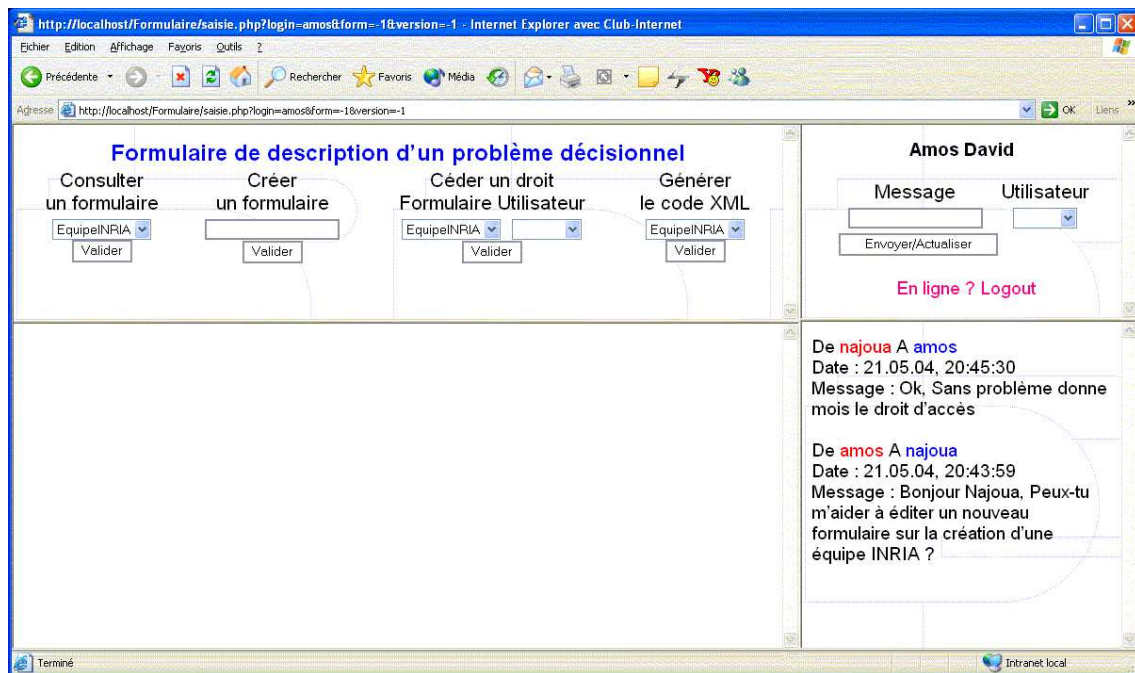 http://localhost/Formulaire/saisie.php?login=amos&form=-1&version=-1 - Internet Explorer avec Club-Internet
Fichier Edition Affichage Favoris Outils ?
Précédente Rechercher Favoris Média
Adresse http://localhost/Formulaire/saisie.php?login=amos&form=-1&version=-1 OK Liens »
Formulaire de description d'un problème décisionnel
Consulter Créer Céder un droit Générer
un formulaire un formulaire Formulaire Utilisateur le code XML
EquipeINRIA EquipeINRIA EquipeINRIA
Valider Valider Valider Valider
Amos David
Message Utilisateur
Envoyer/Actualiser
En ligne ? Logout
De najoua A amos
Date : 21.05.04, 20:45:30
Message : Ok, Sans problème donne
mois le droit d'accès
De amos A najoua
Date : 21.05.04, 20:43:59
Message : Bonjour Najoua, Peux-tu
m'aider à éditer un nouveau
formulaire sur la création d'une
équipe INRIA ?
Terminé Intranet local